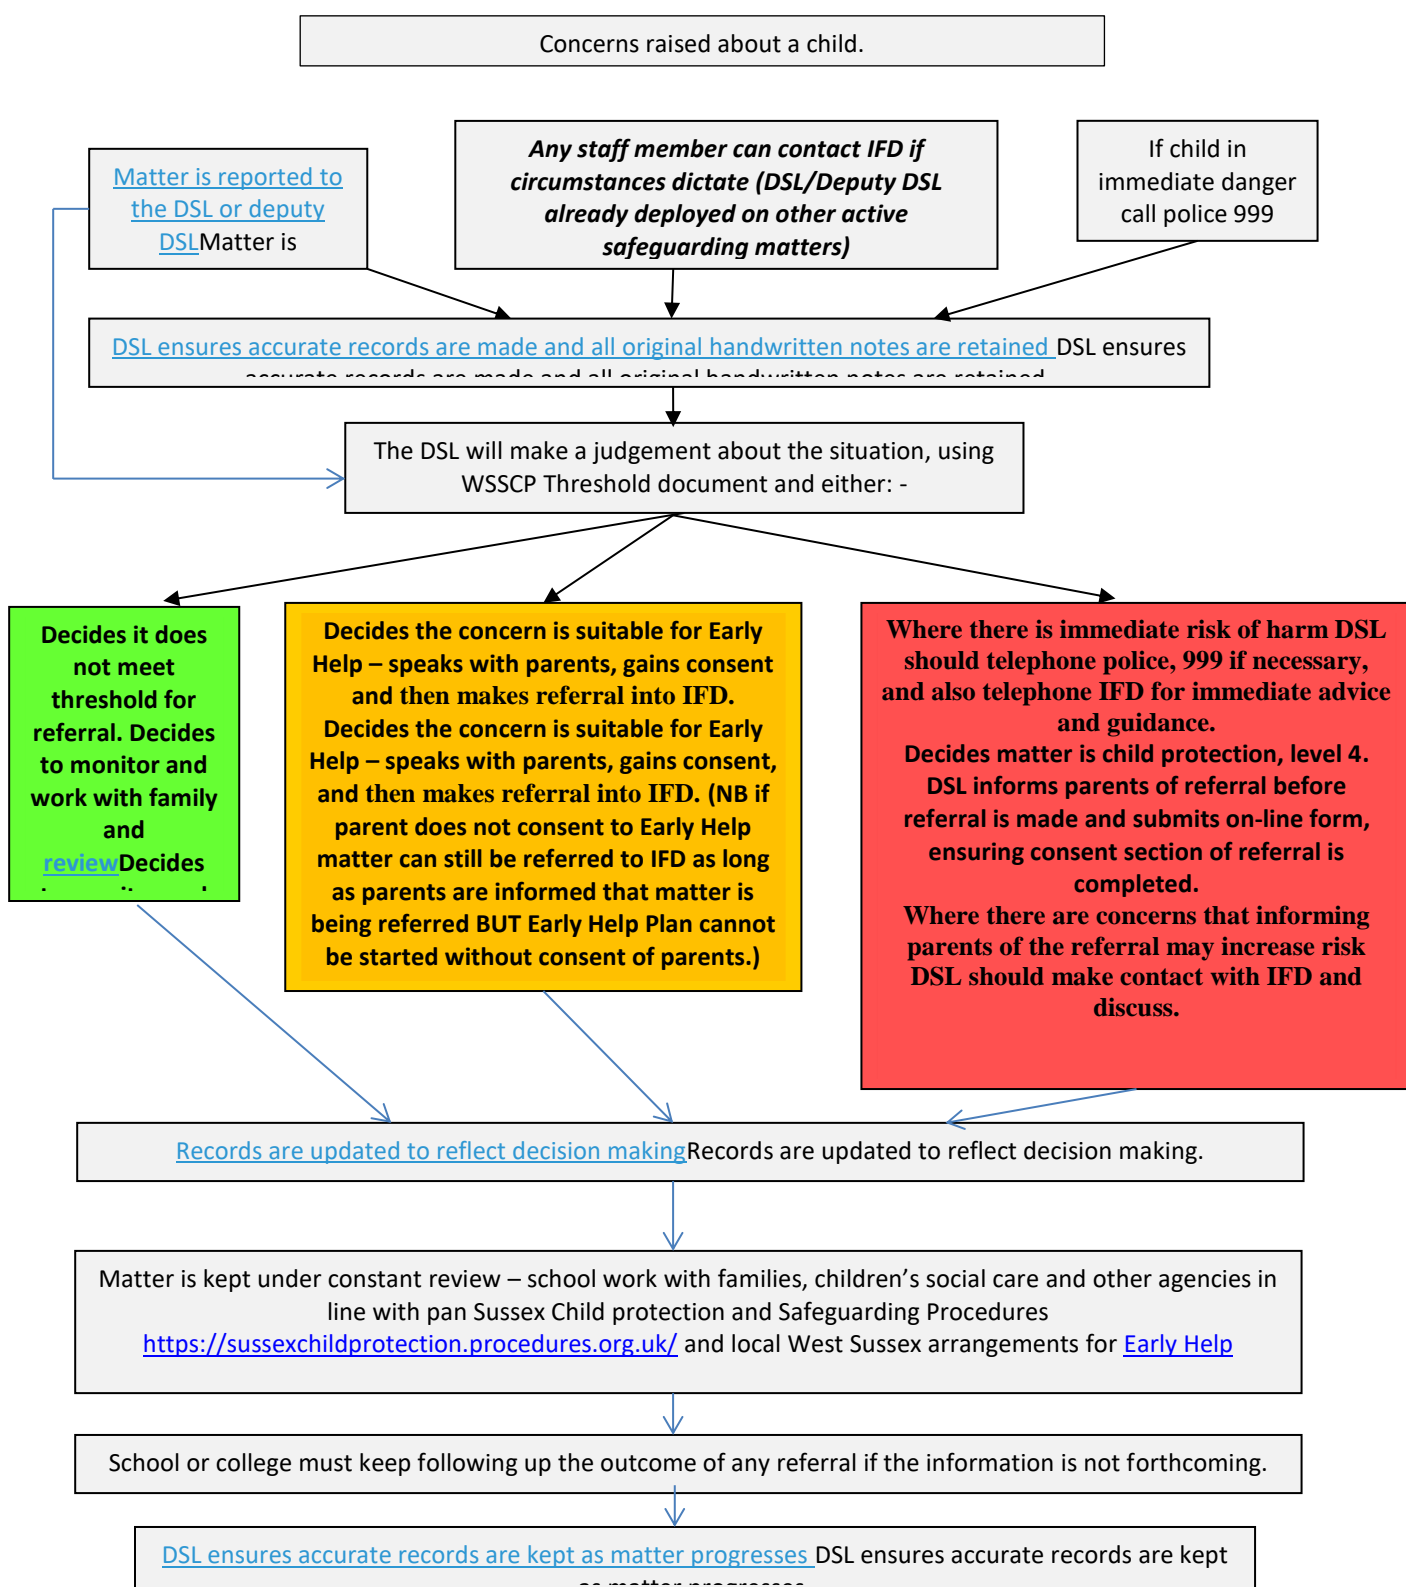 Concerns raised about a child.
Matter is reported to
the DSL or deputy
DSLMatter is
Any staff member can contact IFD if
circumstances dictate (DSL/Deputy DSL
already deployed on other active
safeguarding matters)
If child in
immediate danger
call police 999
DSL ensures accurate records are made and all original handwritten notes are retained DSL ensures
accurate records are made and all original handwritten notes are retained
The DSL will make a judgement about the situation, using
WSSCP Threshold document and either: -
Decides it does
not meet
threshold for
referral. Decides
to monitor and
work with family
and
reviewDecides
Decides the concern is suitable for Early
Help – speaks with parents, gains consent
and then makes referral into IFD.
Decides the concern is suitable for Early
Help – speaks with parents, gains consent,
and then makes referral into IFD. (NB if
parent does not consent to Early Help
matter can still be referred to IFD as long
as parents are informed that matter is
being referred BUT Early Help Plan cannot
be started without consent of parents.)
Where there is immediate risk of harm DSL
should telephone police, 999 if necessary,
and also telephone IFD for immediate advice
and guidance.
Decides matter is child protection, level 4.
DSL informs parents of referral before
referral is made and submits on-line form,
ensuring consent section of referral is
completed.
Where there are concerns that informing
parents of the referral may increase risk
DSL should make contact with IFD and
discuss.
Records are updated to reflect decision makingRecords are updated to reflect decision making.
Matter is kept under constant review – school work with families, children’s social care and other agencies in
line with pan Sussex Child protection and Safeguarding Procedures
https://sussexchildprotection.procedures.org.uk/ and local West Sussex arrangements for Early Help
School or college must keep following up the outcome of any referral if the information is not forthcoming.
DSL ensures accurate records are kept as matter progresses DSL ensures accurate records are kept
as matter progresses